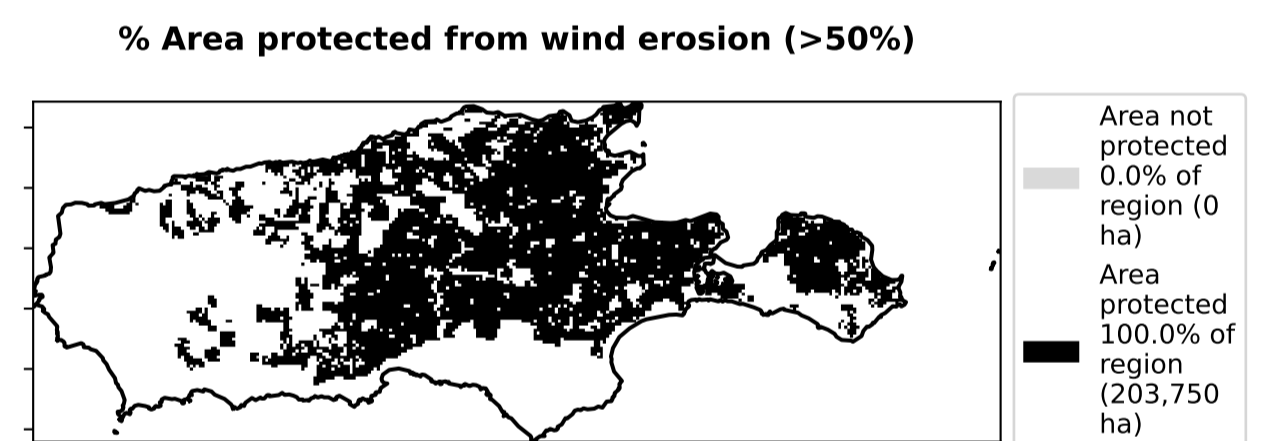 % Area protected from wind erosion (>50%)
Area not
protected
0.0% of
region (0
ha)
Area
protected
100.0% of
region
(203,750
ha)